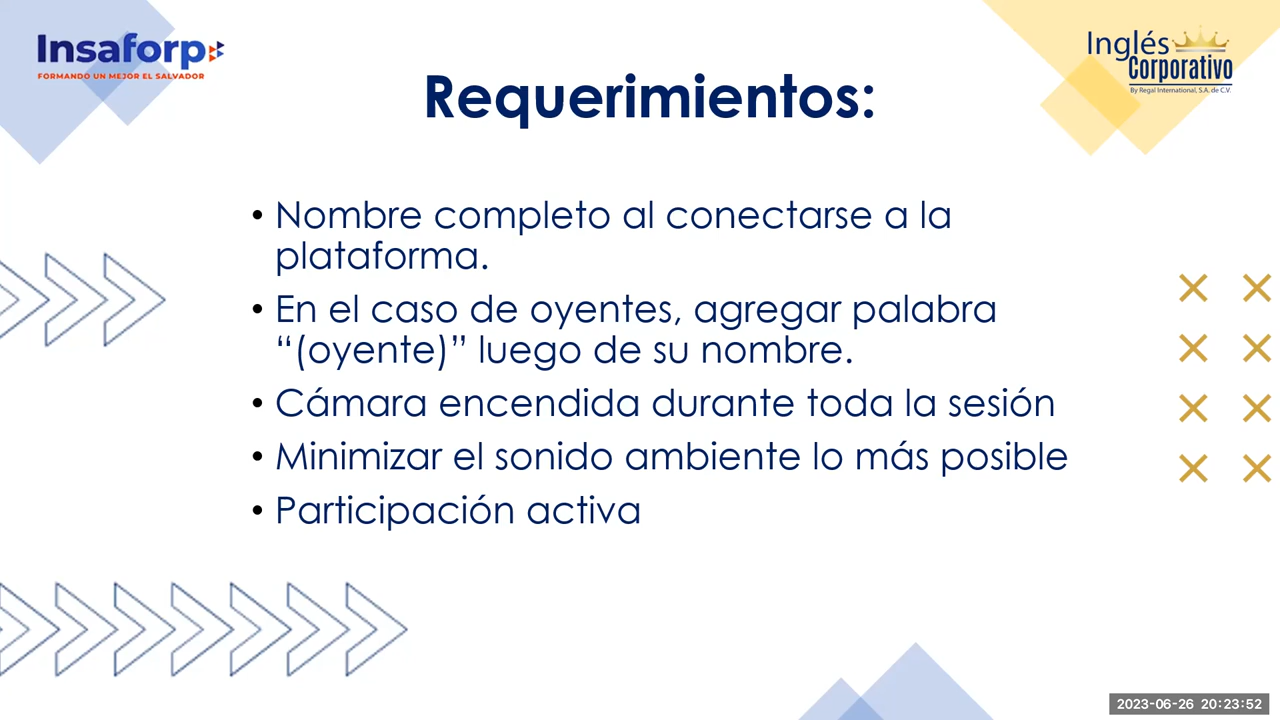 Insaforp
FORMANDO UN MEJOR EL SALVADOR
Inglés
Corporativo
By Regal International, S.A. de C.V.
Requerimientos:
• Nombre completo al conectarse a la
plataforma.
• En el caso de oyentes, agregar palabra
“(oyente)” luego de su nombre.
• Cámara encendida durante toda la sesión
• Minimizar el sonido ambiente lo más posible
• Participación activa
2023-06-26 20:23:52